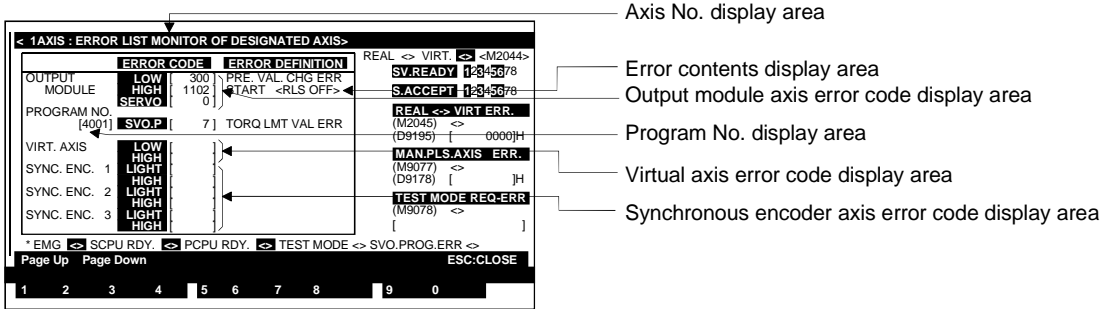 Axis No. display area
< 1AXIS : ERROR LIST MONITOR OF DESIGNATED AXIS>
REAL <> VIRT. <> <M2044>
ERROR CODE ERROR DEFINITION
SV.READY 12345678
OUTPUT MODULE
LOW [ 300] PRE. VAL. CHG ERR
HIGH [ 1102] START <RLS OFF>
SERVO [ 0]
S.ACCEPT 12345678
Error contents display area
Output module axis error code display area
PROGRAM NO.
[4001] SVO.P [ 7] TORQ LMT VAL ERR
REAL <-> VIRT ERR.
(M2045) <>
(D9195) [ 0000]H
Program No. display area
VIRT. AXIS LOW [ ]
HIGH [ ]
MAN.PLS.AXIS ERR.
(M9077) <>
(D9178) [ ]H
Virtual axis error code display area
SYNC. ENC. 1 LIGHT [ ]
HIGH [ ]
SYNC. ENC. 2 LIGHT [ ]
HIGH [ ]
SYNC. ENC. 3 LIGHT [ ]
HIGH [ ]
TEST MODE REQ-ERR
(M9078) <>
[ ]
Synchronous encoder axis error code display area
* EMG <> SCPU RDY. <> PCPU RDY. <> TEST MODE <> SVO.PROG.ERR <>
Page Up Page Down ESC:CLOSE
1 2 3 4 5 6 7 8 9 0